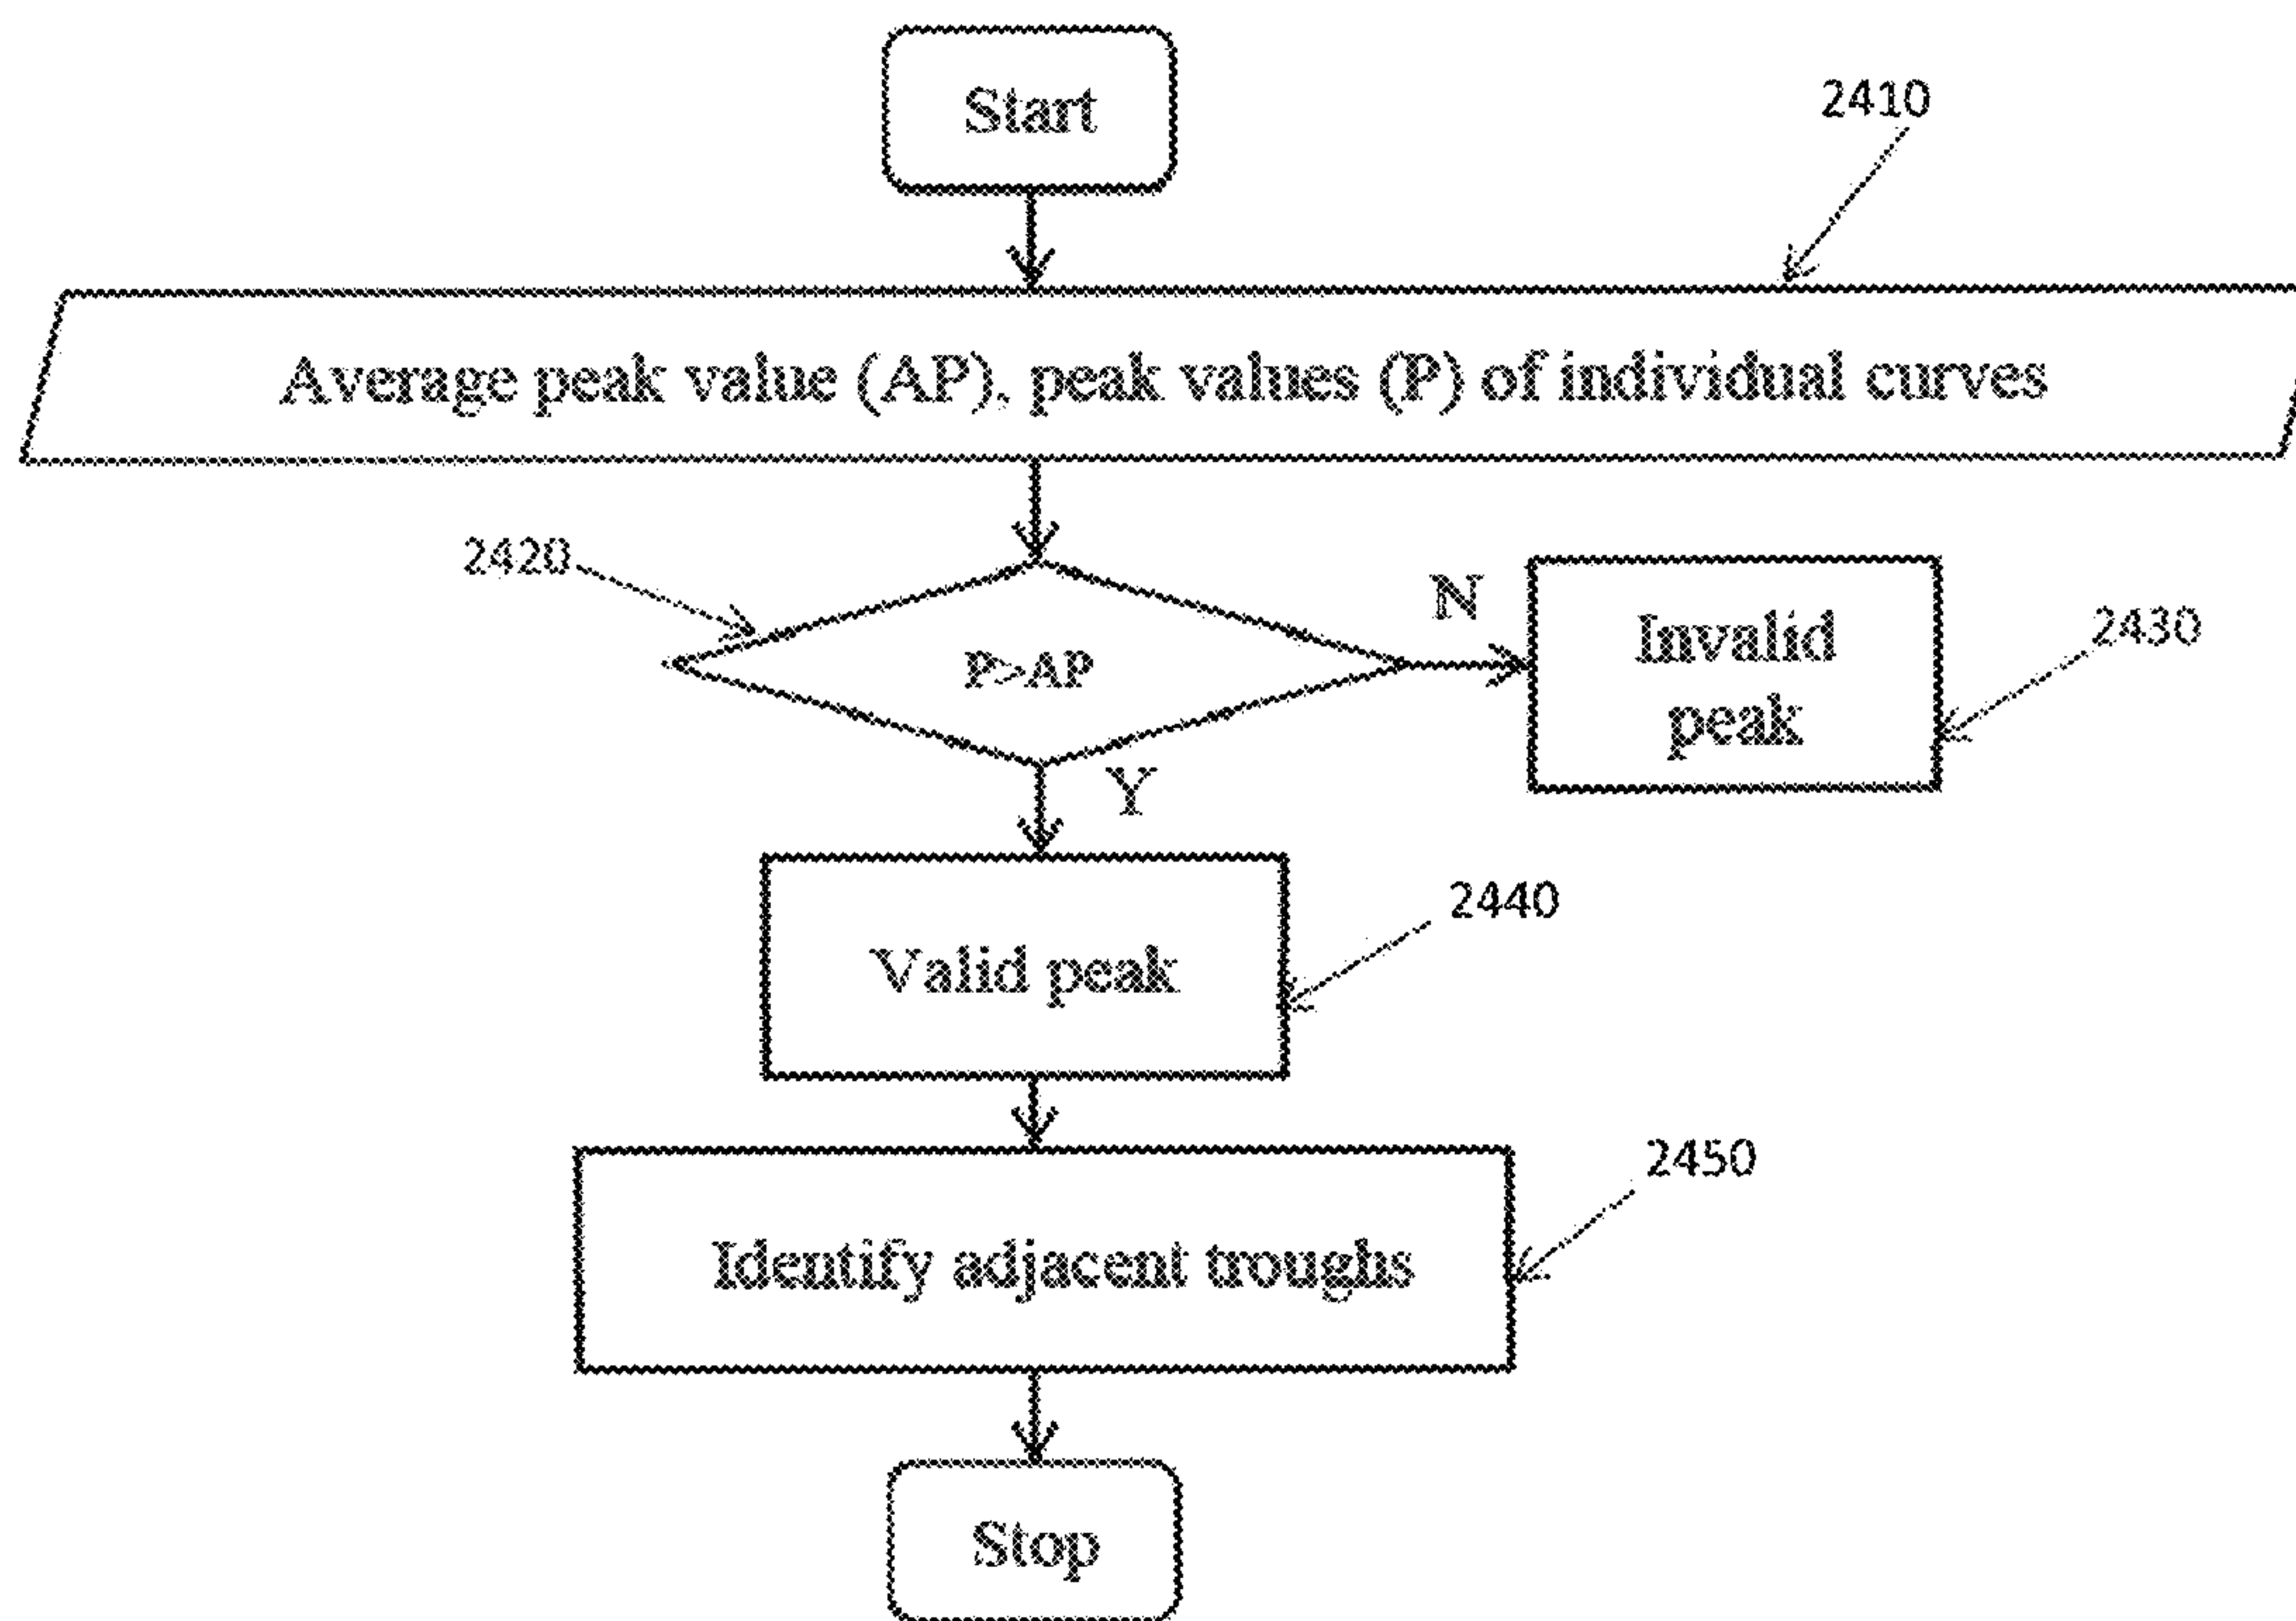 Start
2410
Average peak value (AP), peak values (P) of individual curves
2420
P>AP
N
Invalid
peak
2430
Y
Valid peak
2440
Identify adjacent troughs
2450
Stop